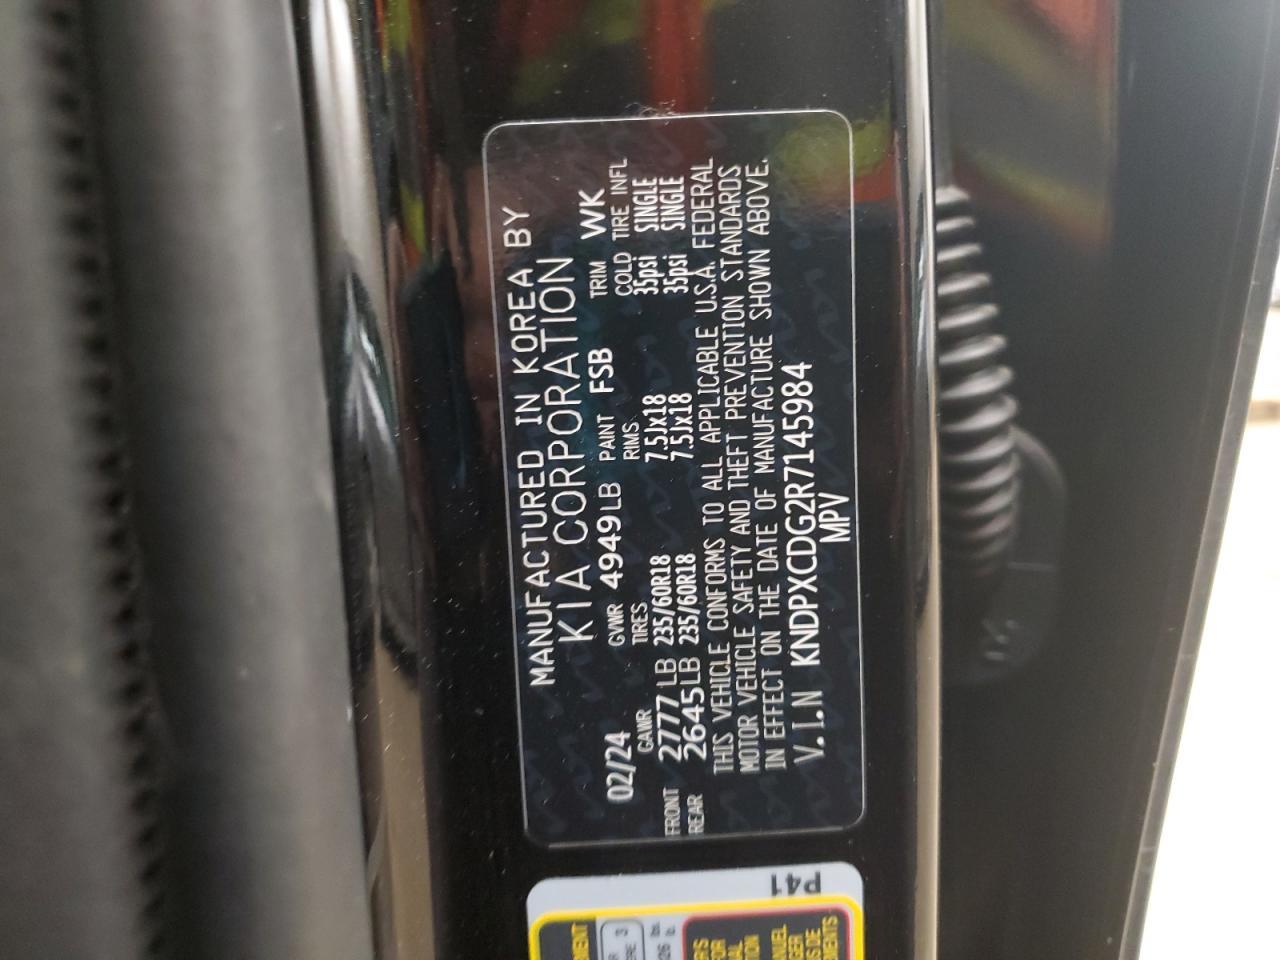 MANUFACTURED IN KOREA BY
KIA CORPORATION
02/24 GVWR 4949LB PAINT FSB TRIM WK
GAWR TIRES RIMS COLD TIRE INFL
FRONT 2777 LB 235/60R18 7.5Jx18 35psi SINGLE
REAR 2645LB 235/60R18 7.5Jx18 35psi SINGLE
THIS VEHICLE CONFORMS TO ALL APPLICABLE U.S.A. FEDERAL
MOTOR VEHICLE SAFETY AND THEFT PREVENTION STANDARDS
IN EFFECT ON THE DATE OF MANUFACTURE SHOWN ABOVE.
V.I.N KNDPXCDG2R7145984
MPV
P41